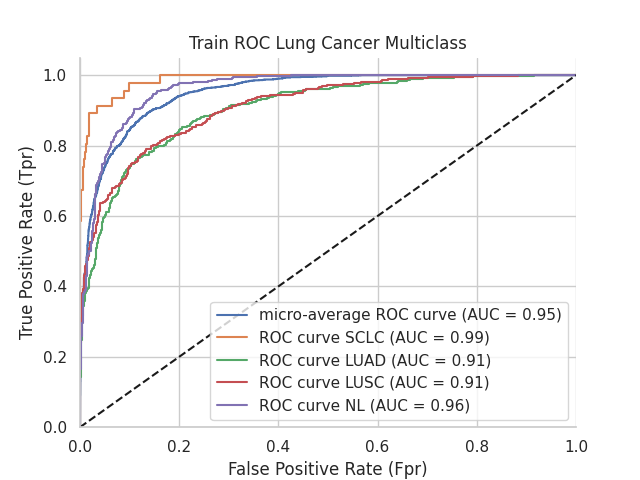 Train ROC Lung Cancer Multiclass
True Positive Rate (Tpr)
1.0
0.8
0.6
0.4
0.2
0.0
micro-average ROC curve (AUC = 0.95)
ROC curve SCLC (AUC = 0.99)
ROC curve LUAD (AUC = 0.91)
ROC curve LUSC (AUC = 0.91)
ROC curve NL (AUC = 0.96)
0.0 0.2 0.4 0.6 0.8 1.0
False Positive Rate (Fpr)